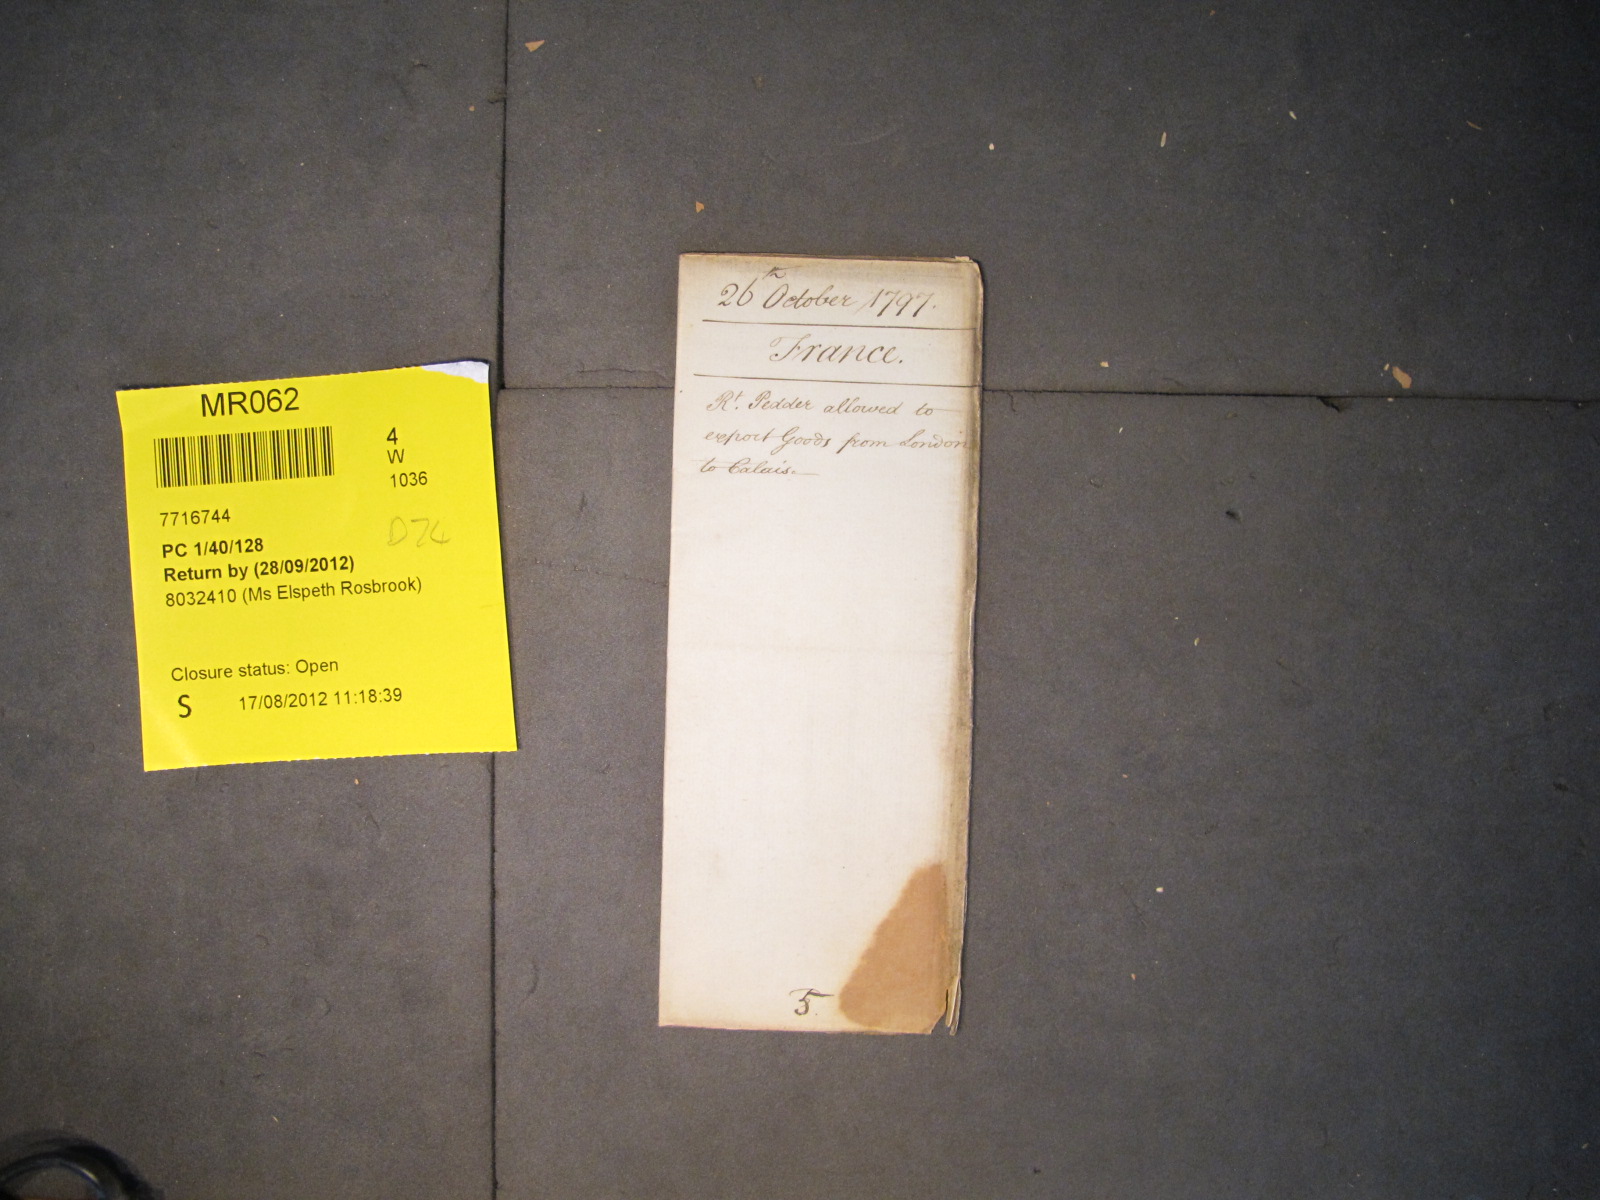 MR062
4
W
1036
7716744
D74
PC 1/40/128
Return by (28/09/2012)
8032410 (Ms Elspeth Rosbrook)
Closure status: Open
S 17/08/2012 11:18:39
26th October 1797.
France.
Rt. Pedder allowed to
export Goods from London
to Calais.
5.